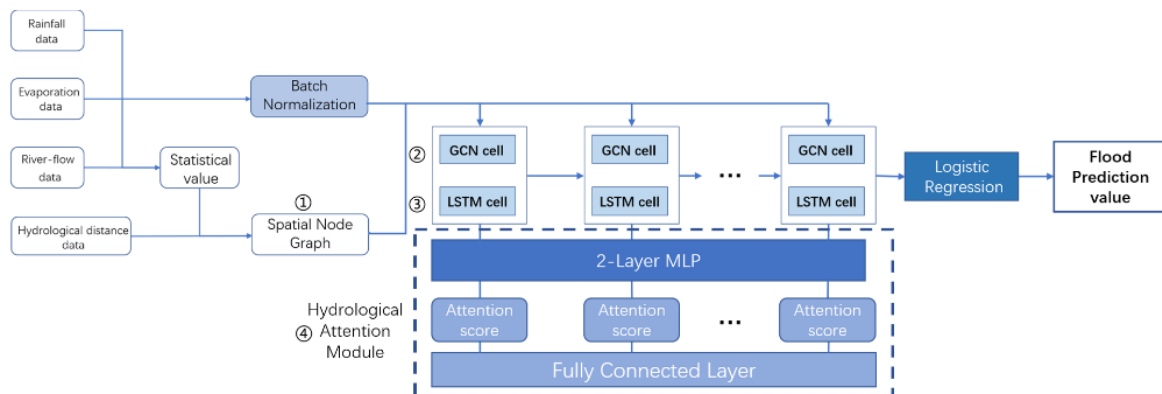 Rainfall
data
Evaporation
data
River-flow
data
Hydrological distance
data
Statistical
value
Batch
Normalization
①
Spatial Node
Graph
②
③
GCN cell
LSTM cell
GCN cell
LSTM cell
...
GCN cell
LSTM cell
Logistic
Regression
Flood
Prediction
value
2-Layer MLP
Hydrological
④ Attention
Module
Attention
score
Attention
score
...
Attention
score
Fully Connected Layer